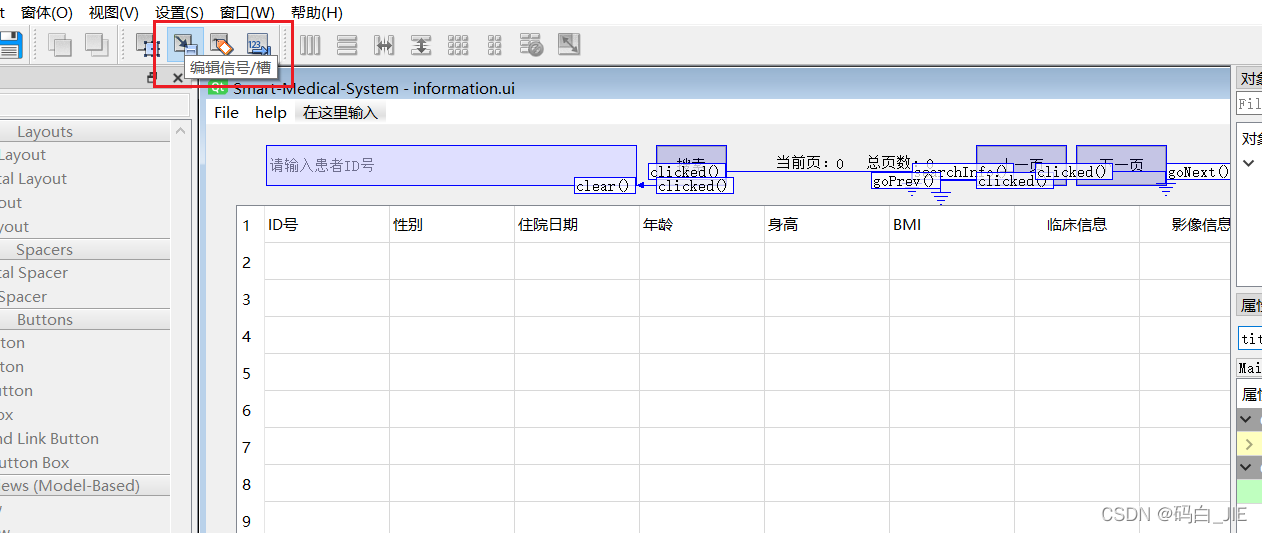 t 窗体(O) 视图(V) 设置(S) 窗口(W) 帮助(H)
123
编辑信号/槽
Qt Smart-Medical-System - information.ui
对象
File help 在这里输入
Fil
Layouts
Layout
tal Layout
out
yout
Spacers
tal Spacer
Spacer
Buttons
ton
ton
utton
ox
nd Link Button
utton Box
ews (Model-Based)
请输入患者ID号
搜索
当前页：0 总页数：0
上一页
下一页
clicked()
searchInfo()
clicked()
goNext()
clear()
clicked()
goPrev()
clicked()
1 ID号 性别 住院日期 年龄 身高 BMI 临床信息 影像信息
2
3
4
5
6
7
8
9
对象
属性
tit
Mai
属性
CSDN @码白_JIE